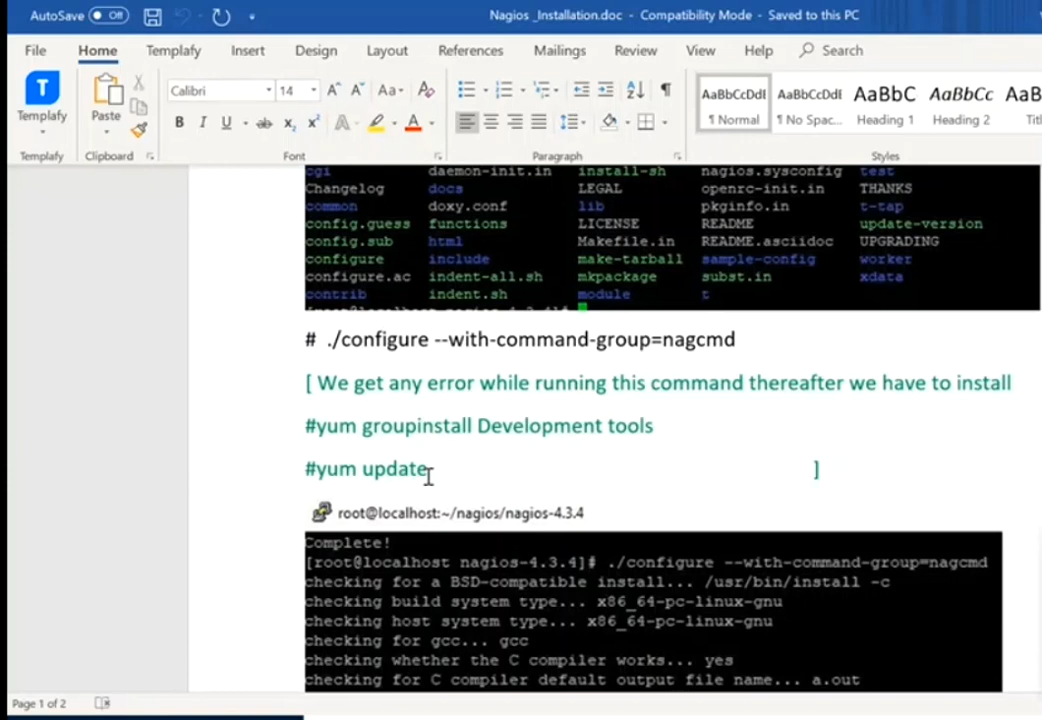 AutoSave Off Nagios _Installation.doc - Compatibility Mode - Saved to this PC
File Home Templafy Insert Design Layout References Mailings Review View Help Search
T Templafy Paste Calibri 14 A A Aa A AaBbCcDdI AaBbCcDdI AaBbC AaBbCc AaB
B I U ab x2 x2 A A ¶ Normal ¶ No Spac... Heading 1 Heading 2 Titl
Templafy Clipboard Font Paragraph Styles
cgi daemon-init.in install-sh nagios.sysconfig test
Changelog docs LEGAL openrc-init.in THANKS
common doxy.conf lib pkginfo.in t-tap
config.guess functions LICENSE README update-version
config.sub html Makefile.in README.asciidoc UPGRADING
configure include make-tarball sample-config worker
configure.ac indent-all.sh mkpackage subst.in xdata
contrib indent.sh module t
# ./configure --with-command-group=nagcmd
[ We get any error while running this command thereafter we have to install
#yum groupinstall Development tools
#yum update ]
root@localhost:~/nagios/nagios-4.3.4
Complete!
[root@localhost nagios-4.3.4]# ./configure --with-command-group=nagcmd
checking for a BSD-compatible install... /usr/bin/install -c
checking build system type... x86_64-pc-linux-gnu
checking host system type... x86_64-pc-linux-gnu
checking for gcc... gcc
checking whether the C compiler works... yes
checking for C compiler default output file name... a.out
Page 1 of 2